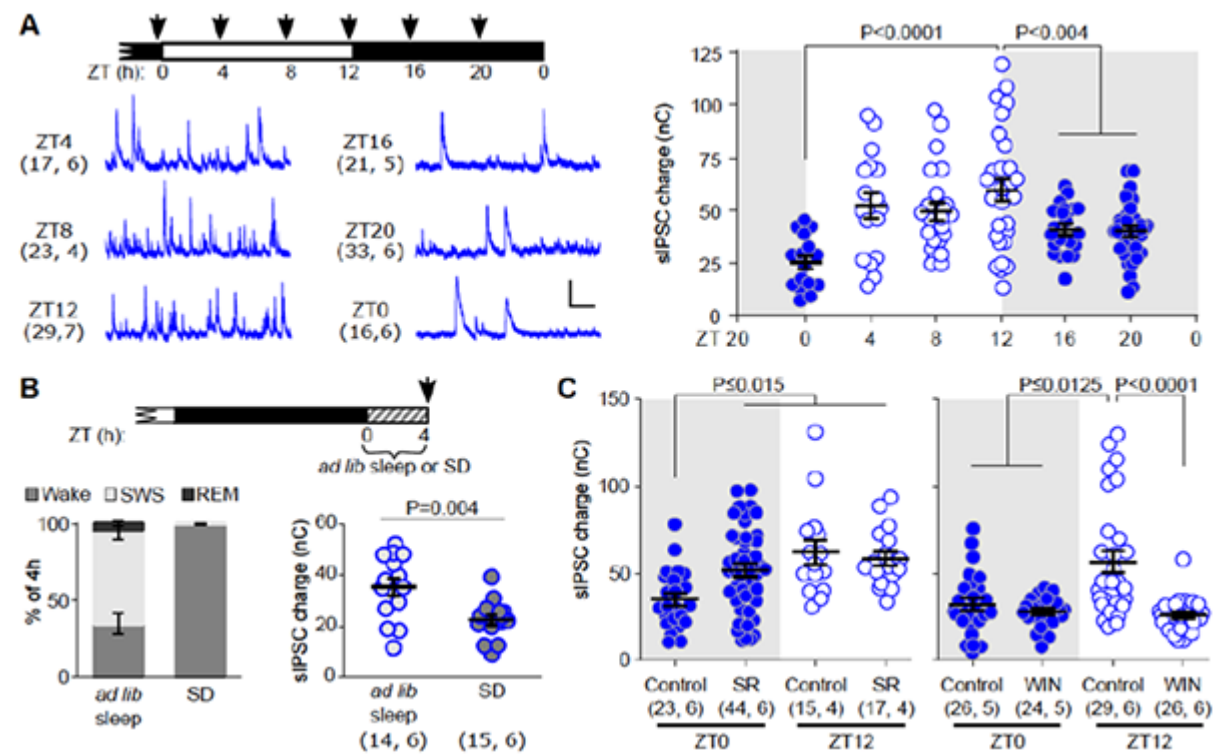 A
ZT (h): 0 4 8 12 16 20 0
ZT4
(17, 6)
ZT16
(21, 5)
ZT8
(23, 4)
ZT20
(33, 6)
ZT12
(29,7)
ZT0
(16,6)
P<0.0001 P<0.004
sIPSC charge (nC)
125
100
75
50
25
0
ZT 20 0 4 8 12 16 20 0
B
ZT (h): 0 4
ad lib sleep or SD
Wake SWS REM
% of 4h
100
50
0
ad lib
sleep
SD
P=0.004
sIPSC charge (nC)
60
40
20
0
ad lib
sleep
SD
(14, 6) (15, 6)
C
P≤0.015
P≤0.0125 P<0.0001
sIPSC charge (nC)
150
100
50
0
Control SR Control SR
(23, 6) (44, 6) (15, 4) (17, 4)
ZT0 ZT12
Control WIN Control WIN
(26, 5) (24, 5) (29, 6) (26, 6)
ZT0 ZT12